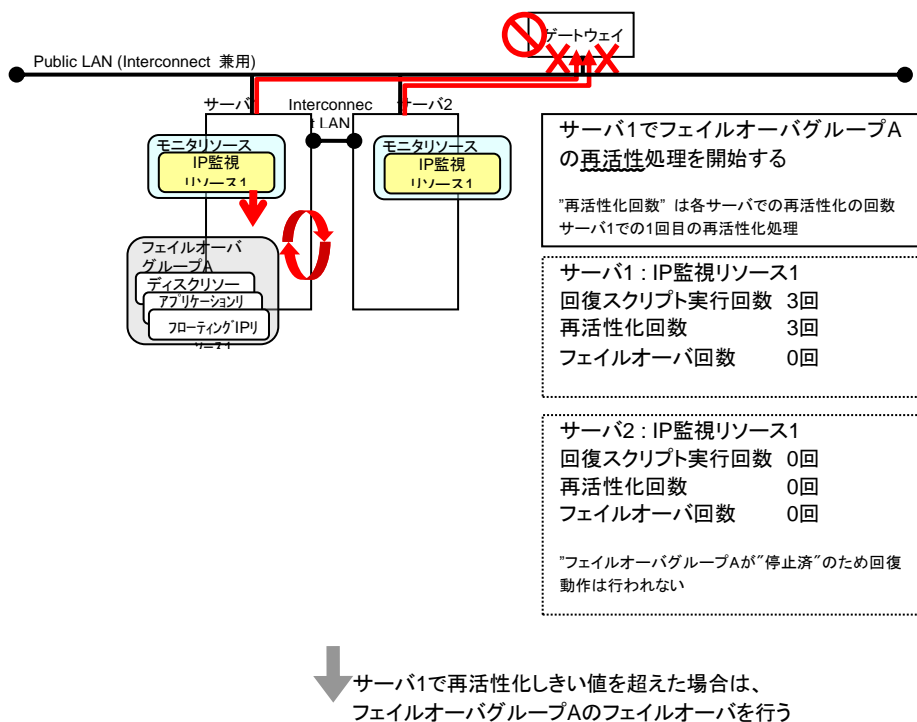 ゲートウェイ
Public LAN (Interconnect 兼用)
サーバ
Interconnec
t LAN
サーバ2
モニタリソース
IP監視
リソース1
モニタリソース
IP監視
リソース1
フェイルオーバ
グループA
ディスクリソー
アプリケーションリ
フローティングIPリ
ソース1
サーバ1でフェイルオーバグループA
の再活性処理を開始する
"再活性化回数" は各サーバでの再活性化の回数
サーバ1での1回目の再活性化処理
サーバ1 : IP監視リソース1
回復スクリプト実行回数 3回
再活性化回数 3回
フェイルオーバ回数 0回
サーバ2 : IP監視リソース1
回復スクリプト実行回数 0回
再活性化回数 0回
フェイルオーバ回数 0回
"フェイルオーバグループAが"停止済"のため回復
動作は行われない
サーバ1で再活性化しきい値を超えた場合は、
フェイルオーバグループAのフェイルオーバを行う